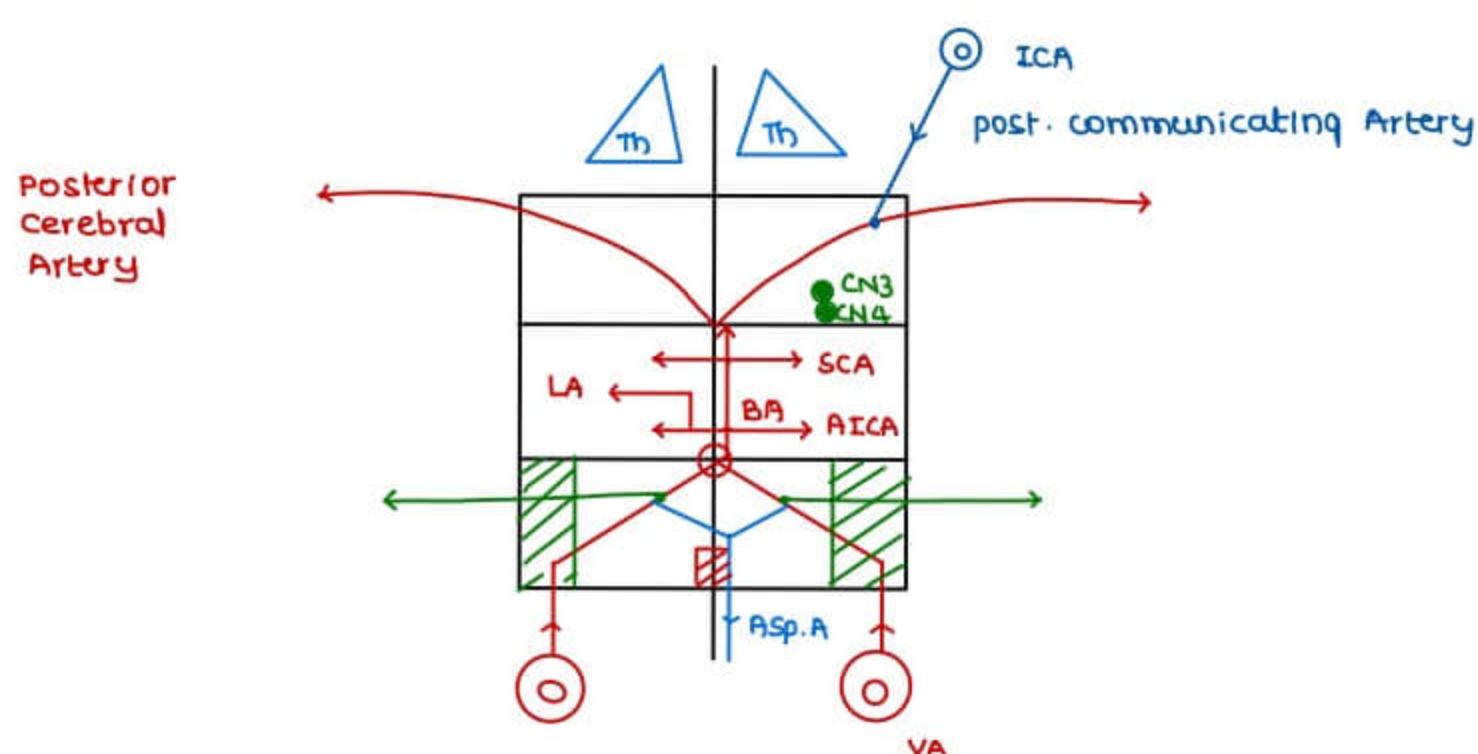 ICA
post. communicating Artery
Th
Th
Posterior
Cerebral
Artery
CN3
CN4
SCA
LA
BA
AICA
ASp.A
VA